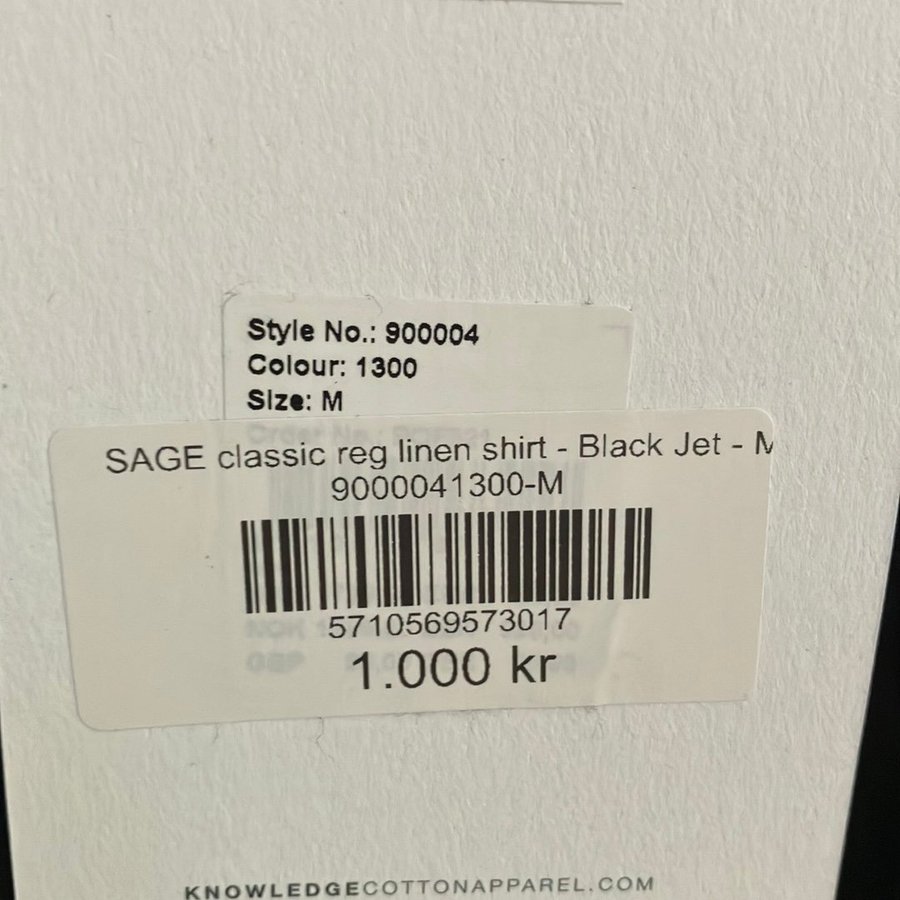 Style No.: 900004
Colour: 1300
Size: M
SAGE classic reg linen shirt - Black Jet - M
9000041300-M
5710569573017
1.000 kr
KNOWLEDGECOTTONAPPAREL.COM